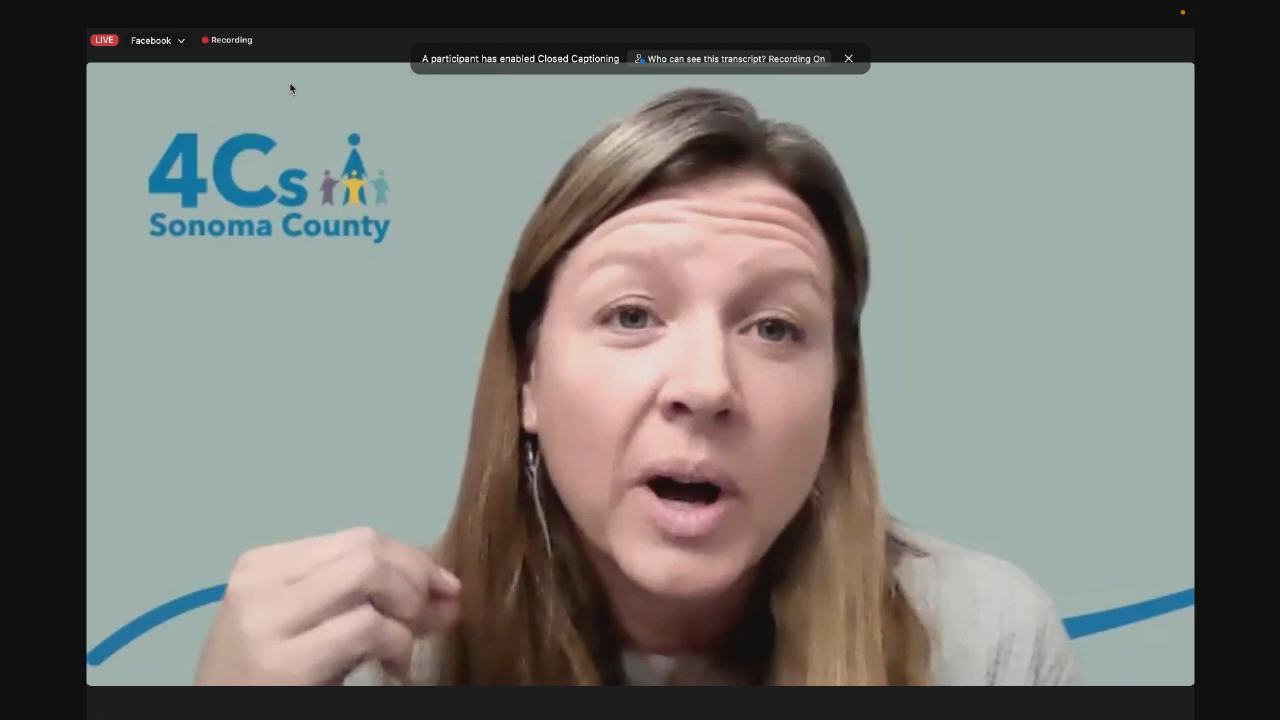 LIVE Facebook Recording
A participant has enabled Closed Captioning Who can see this transcript? Recording On
4Cs
Sonoma County